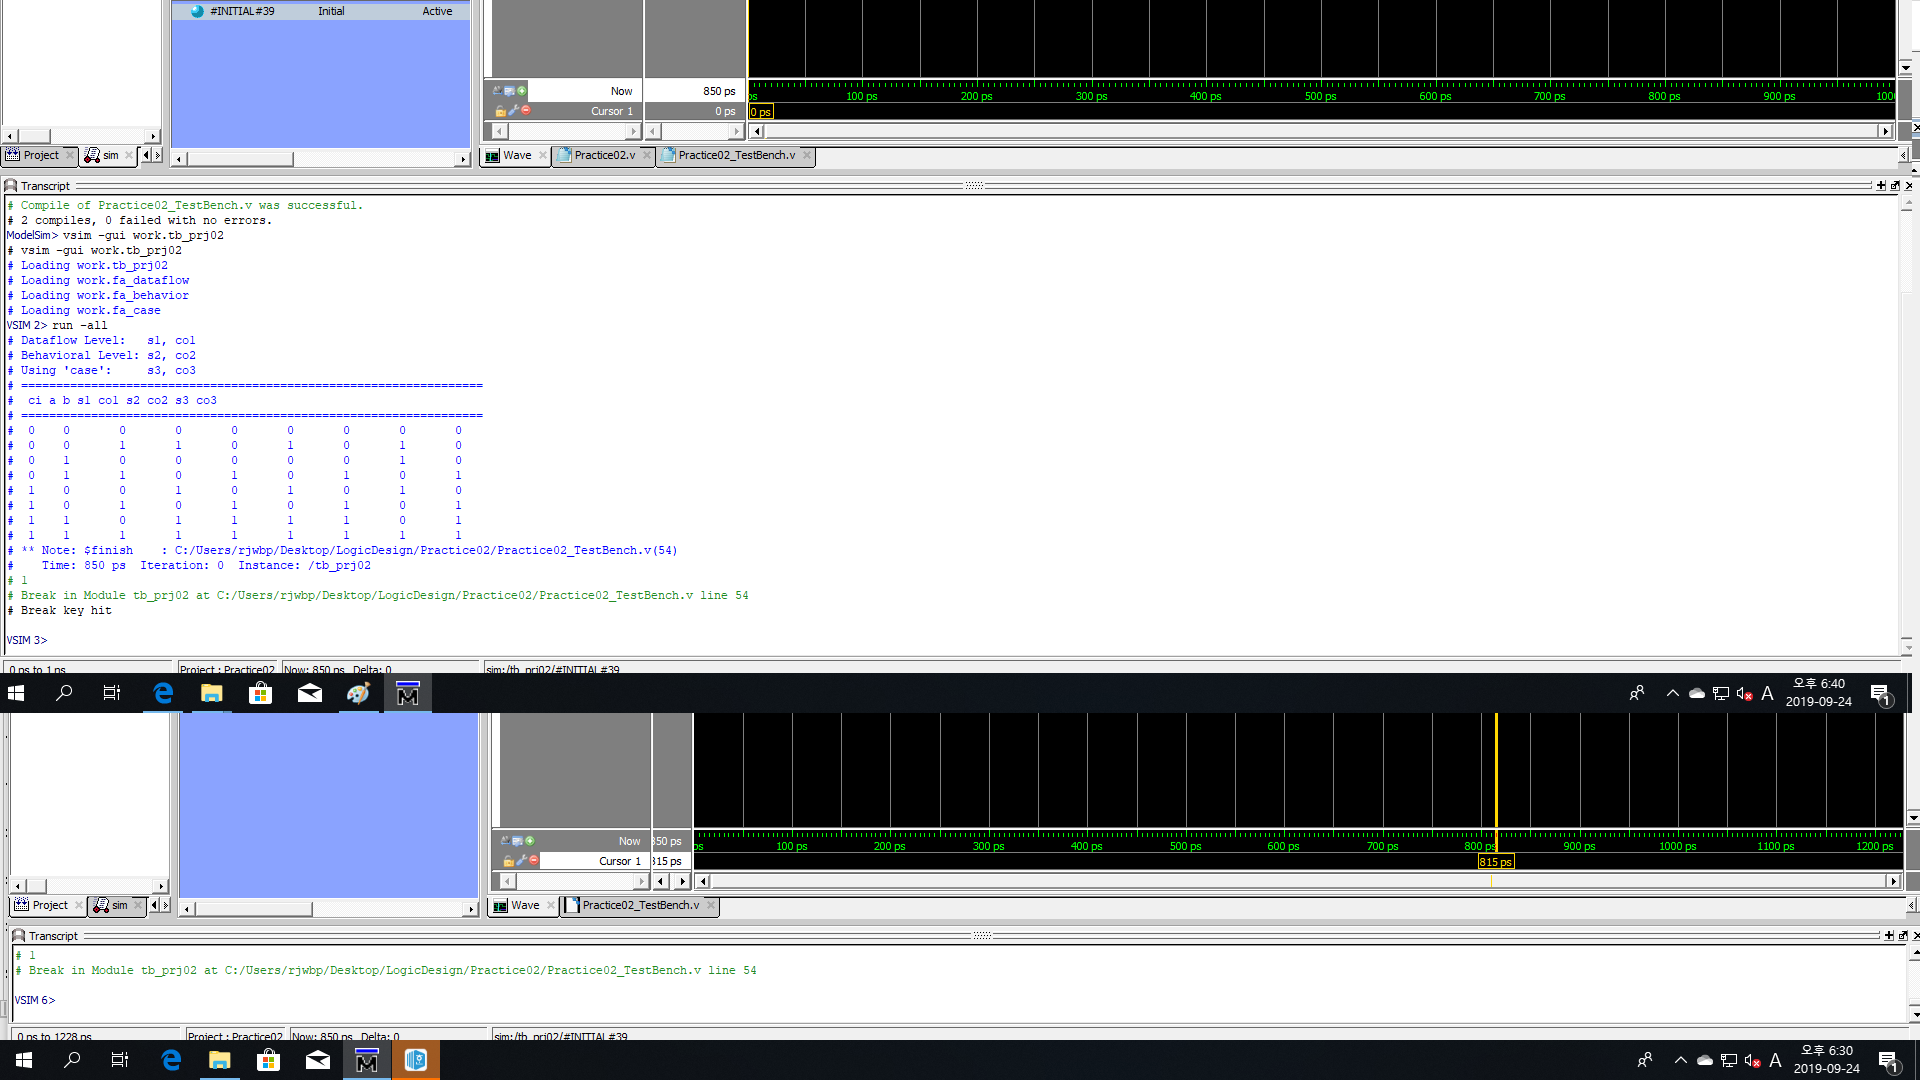 #INITIAL#39 Initial Active
Now 850 ps
ps 100 ps 200 ps 300 ps 400 ps 500 ps 600 ps 700 ps 800 ps 900 ps 1000
Cursor 1 0 ps 0 ps
Project sim Wave Practice02.v Practice02_TestBench.v
Transcript
# Compile of Practice02_TestBench.v was successful.
# 2 compiles, 0 failed with no errors.
ModelSim> vsim -gui work.tb_prj02
# vsim -gui work.tb_prj02
# Loading work.tb_prj02
# Loading work.fa_dataflow
# Loading work.fa_behavior
# Loading work.fa_case
VSIM 2> run -all
# Dataflow Level:   s1, co1
# Behavioral Level: s2, co2
# Using 'case':     s3, co3
# ==================================================================
#  ci a b s1 co1 s2 co2 s3 co3
# ==================================================================
# 0 0 0 0 0 0 0 0 0
# 0 0 1 1 0 1 0 1 0
# 0 1 0 0 0 0 0 1 0
# 0 1 1 0 1 0 1 0 1
# 1 0 0 1 0 1 0 1 0
# 1 0 1 0 1 0 1 0 1
# 1 1 0 1 1 1 1 0 1
# 1 1 1 1 1 1 1 1 1
# ** Note: $finish    : C:/Users/rjwbp/Desktop/LogicDesign/Practice02/Practice02_TestBench.v(54)
#    Time: 850 ps  Iteration: 0  Instance: /tb_prj02
# 1
# Break in Module tb_prj02 at C:/Users/rjwbp/Desktop/LogicDesign/Practice02/Practice02_TestBench.v line 54
# Break key hit
VSIM 3>
0 ps to 1 ns Project : Practice02 Now: 850 ps Delta: 0 sim:/tb_prj02/#INITIAL#39
A 오후 6:40
2019-09-24 1
Now 850 ps
ps 100 ps 200 ps 300 ps 400 ps 500 ps 600 ps 700 ps 800 ps 900 ps 1000 ps 1100 ps 1200 ps
Cursor 1 815 ps 815 ps
Project sim Wave Practice02_TestBench.v
Transcript
# 1
# Break in Module tb_prj02 at C:/Users/rjwbp/Desktop/LogicDesign/Practice02/Practice02_TestBench.v line 54
VSIM 6>
0 ps to 1228 ps Project : Practice02 Now: 850 ps Delta: 0 sim:/tb_prj02/#INITIAL#39
A 오후 6:30
2019-09-24 1